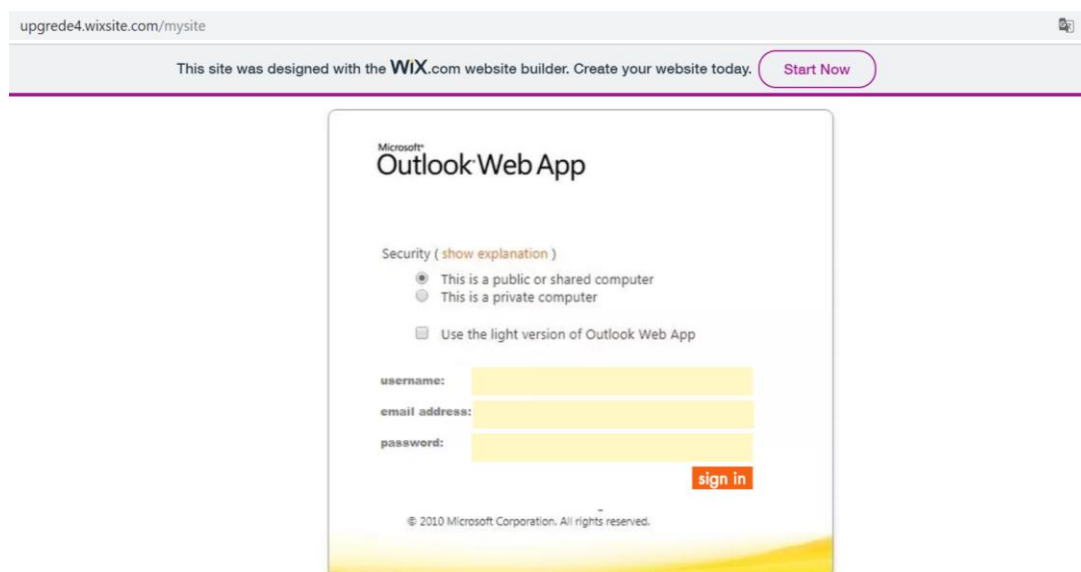 upgrede4.wixsite.com/mysite
This site was designed with the WiX.com website builder. Create your website today. Start Now
Microsoft®
Outlook Web App
Security ( show explanation )
This is a public or shared computer
This is a private computer
Use the light version of Outlook Web App
username:
email address:
password:
sign in
© 2010 Microsoft Corporation. All rights reserved.